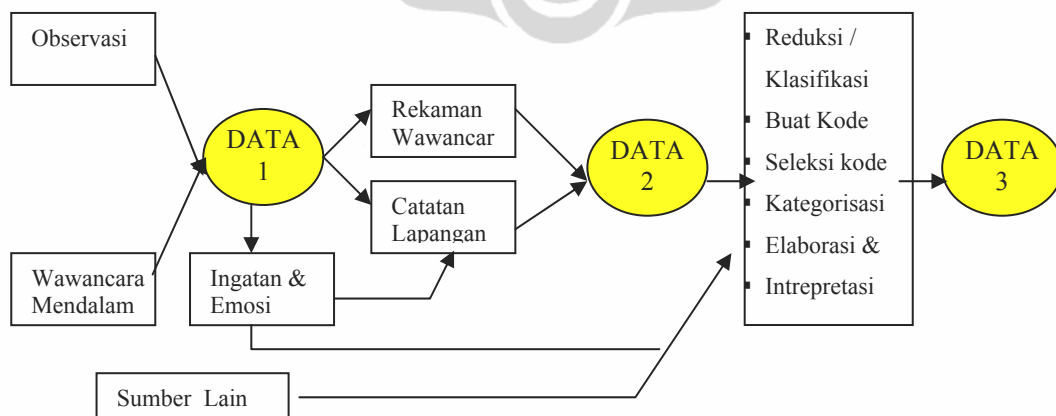 Observasi
Wawancara
Mendalam
DATA
1
Ingatan &
Emosi
Sumber Lain
Rekaman
Wawancar
Catatan
Lapangan
DATA
2
Reduksi /
Klasifikasi
Buat Kode
Seleksi kode
Kategorisasi
Elaborasi &
Intrepretasi
DATA
3